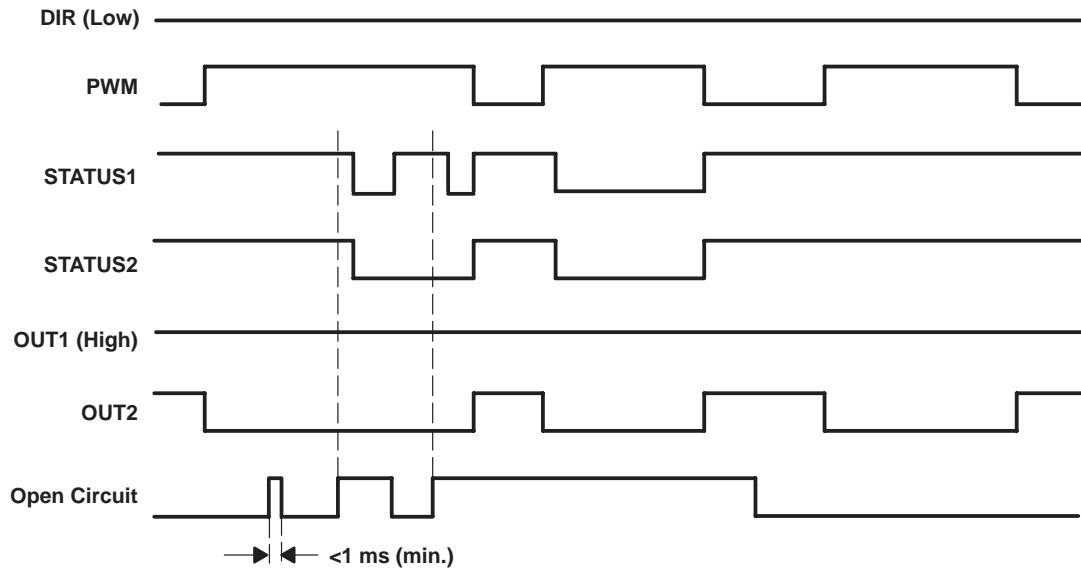 DIR (Low)
PWM
STATUS1
STATUS2
OUT1 (High)
OUT2
Open Circuit
<1 ms (min.)